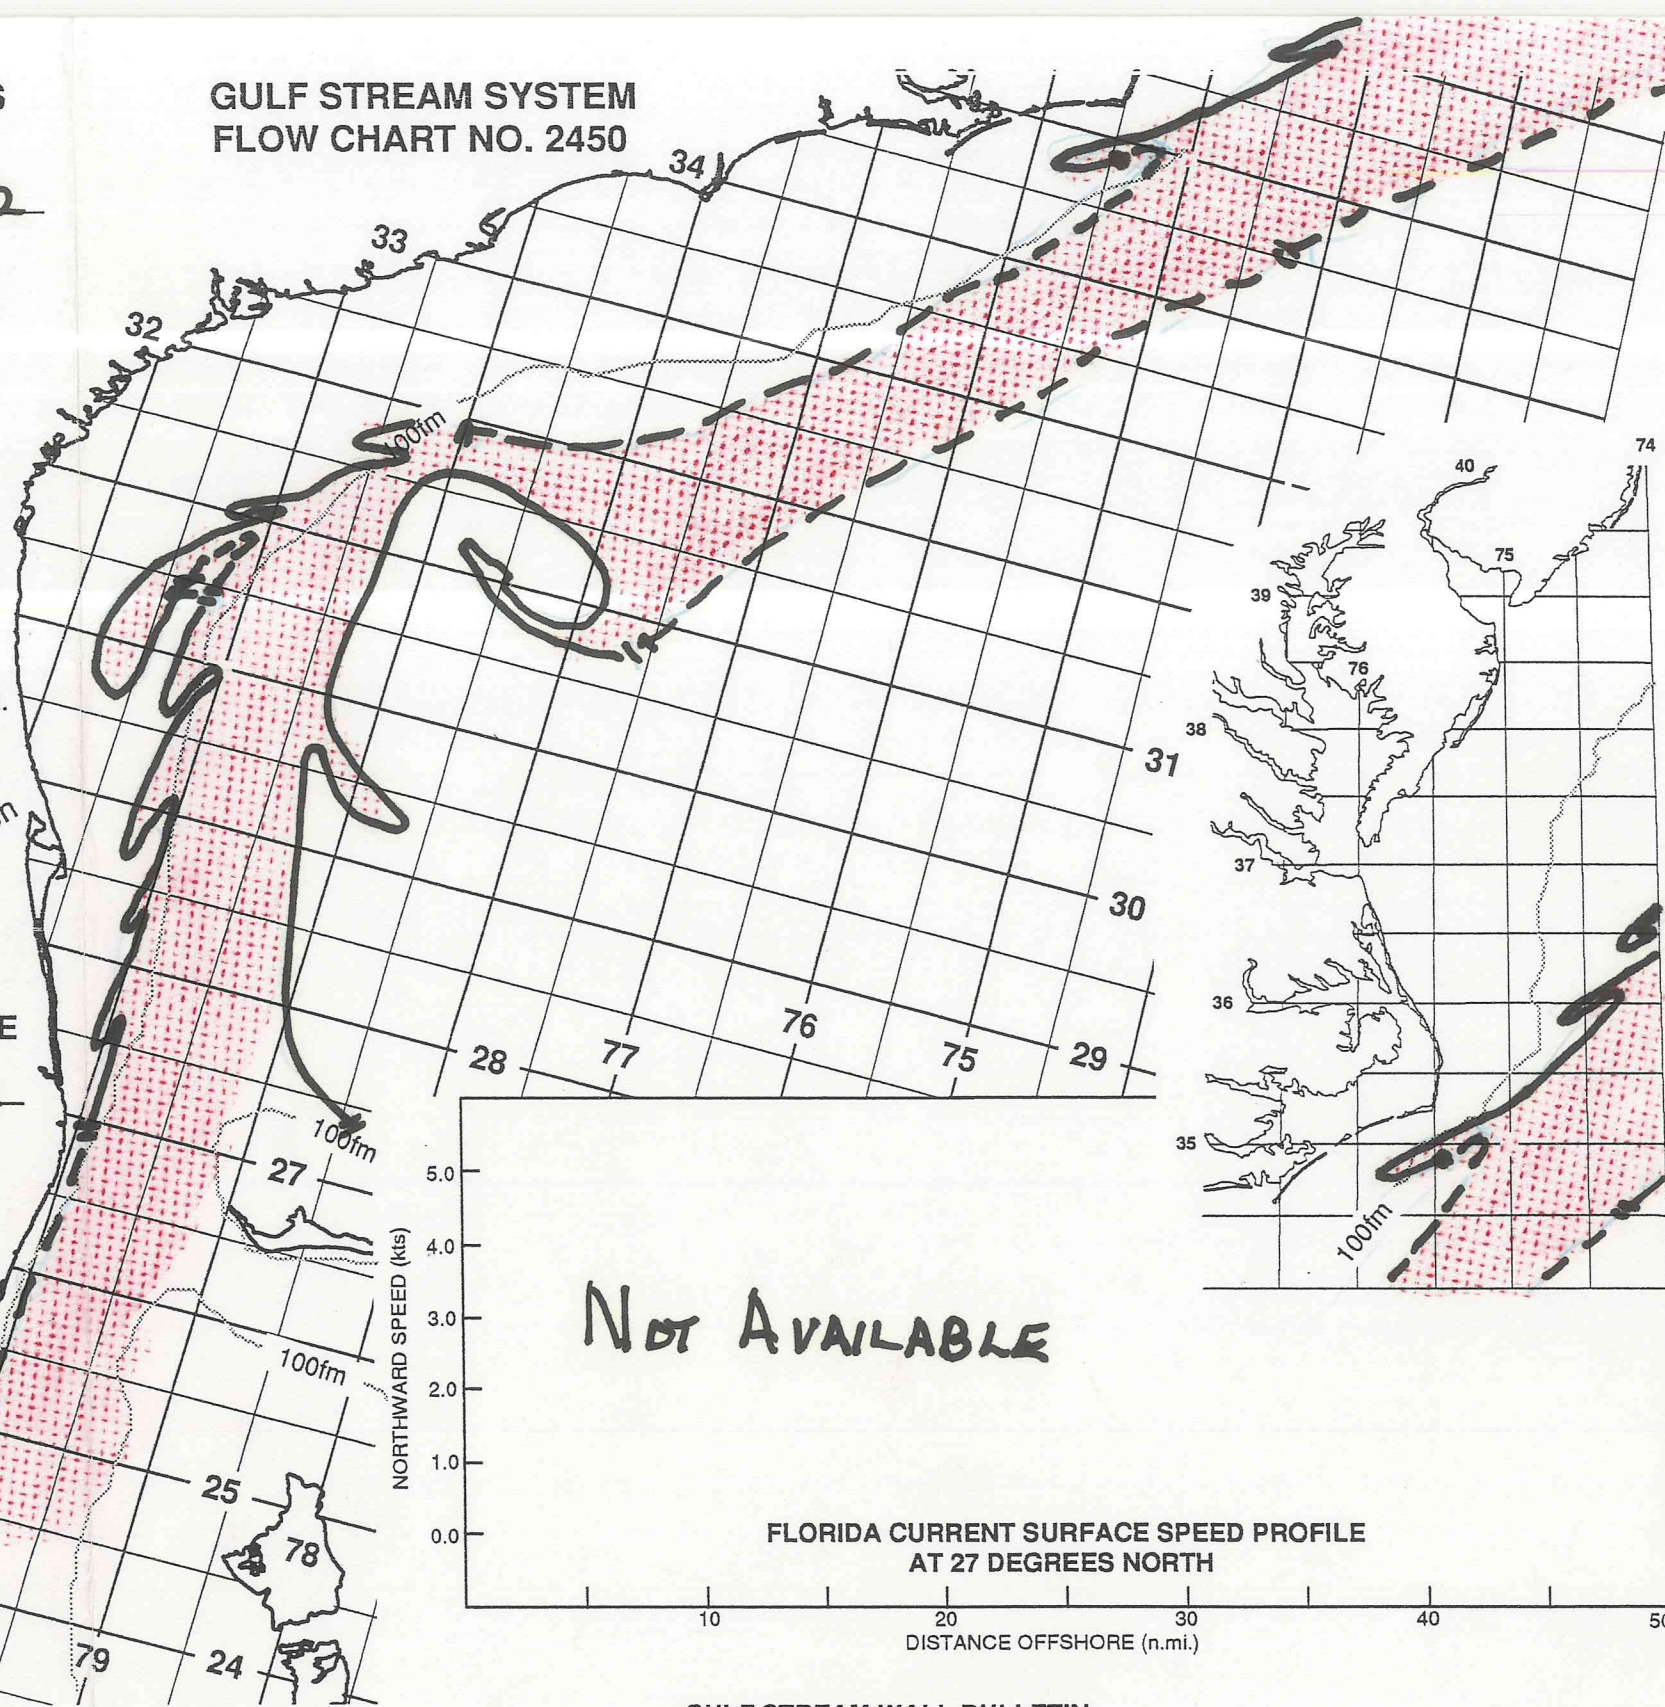 GULF STREAM SYSTEM
FLOW CHART NO. 2450
34
33
32
100fm
74
40
75
39
76
38
37
36
35
100fm
31
30
29
28
77
76
75
100fm
27
100fm
25
78
79
24
NORTHWARD SPEED (kts)
5.0
4.0
3.0
2.0
1.0
0.0
NOT AVAILABLE
FLORIDA CURRENT SURFACE SPEED PROFILE
AT 27 DEGREES NORTH
10 20 30 40
DISTANCE OFFSHORE (n.mi.)